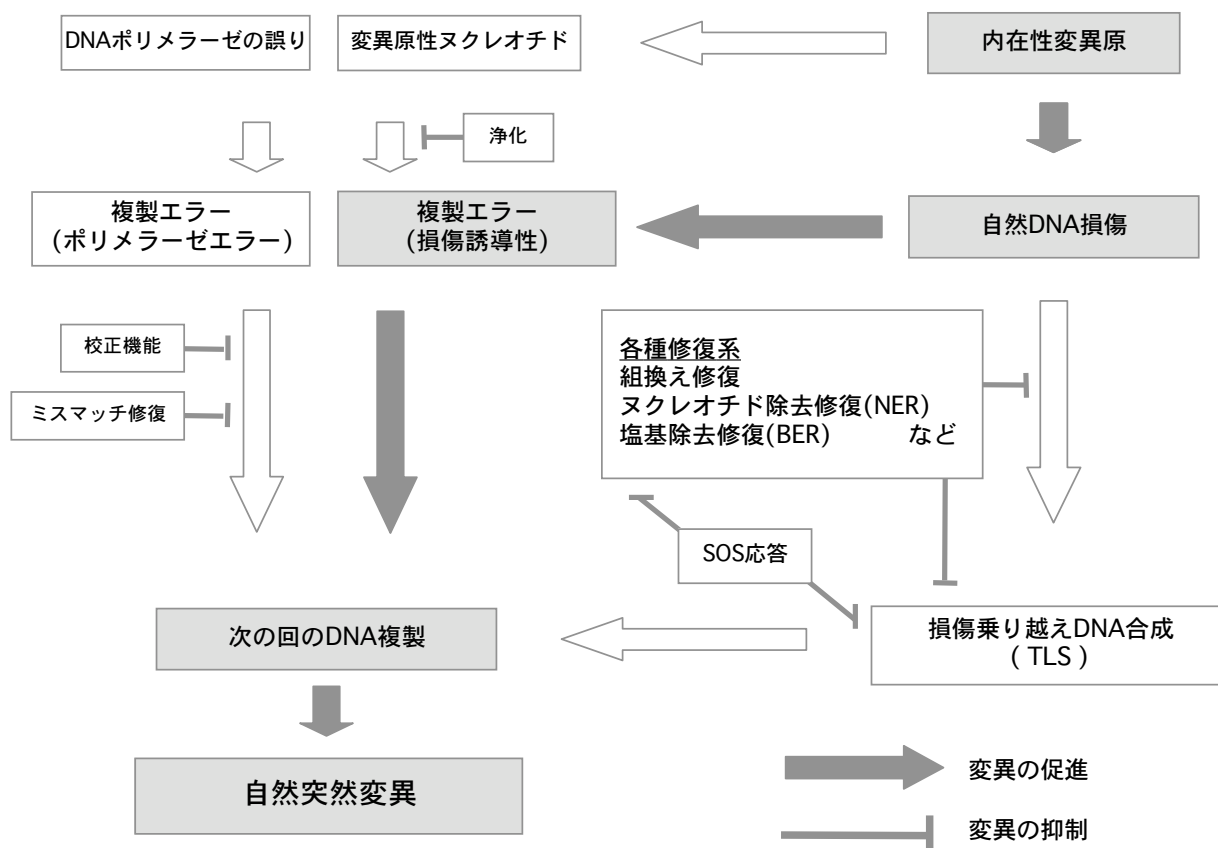 DNAポリメラーゼの誤り
変異原性ヌクレオチド
内在性変異原
浄化
複製エラー
(ポリメラーゼエラー)
複製エラー
(損傷誘導性)
自然DNA損傷
校正機能
ミスマッチ修復
各種修復系
組換え修復
ヌクレオチド除去修復(NER)
塩基除去修復(BER) など
SOS応答
次の回のDNA複製
損傷乗り越えDNA合成
( TLS )
自然突然変異
変異の促進
変異の抑制